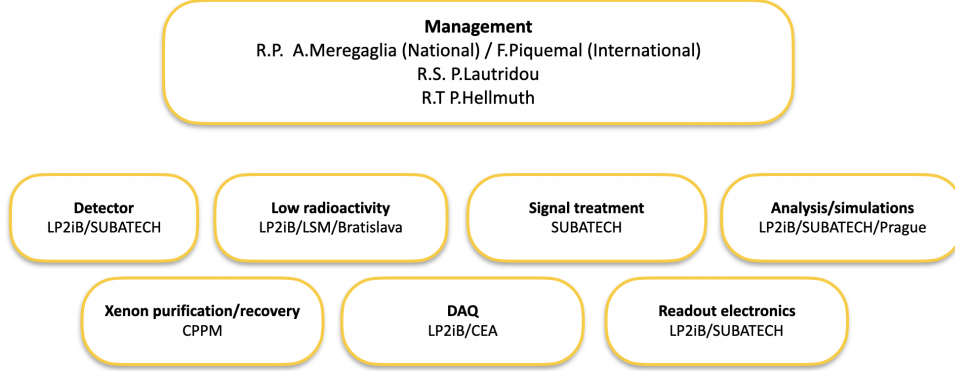 Management
R.P. A.Meregaglia (National) / F.Piquemal (International)
R.S. P.Lautridou
R.T P.Hellmuth
Detector
LP2iB/SUBATECH
Low radioactivity
LP2iB/LSM/Bratislava
Signal treatment
SUBATECH
Analysis/simulations
LP2iB/SUBATECH/Prague
Xenon purification/recovery
CPPM
DAQ
LP2iB/CEA
Readout electronics
LP2iB/SUBATECH